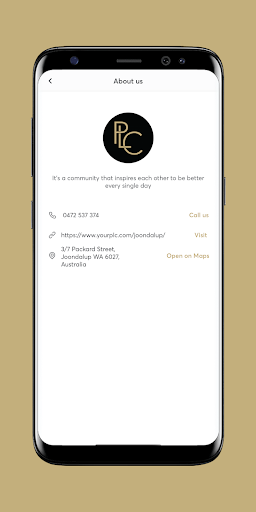 About us
PLC
It's a community that inspires each other to be better
every single day
0472 537 374 Call us
https://www.yourplc.com/joondalup/ Visit
3/7 Packard Street,
Joondalup WA 6027, Open on Maps
Australia